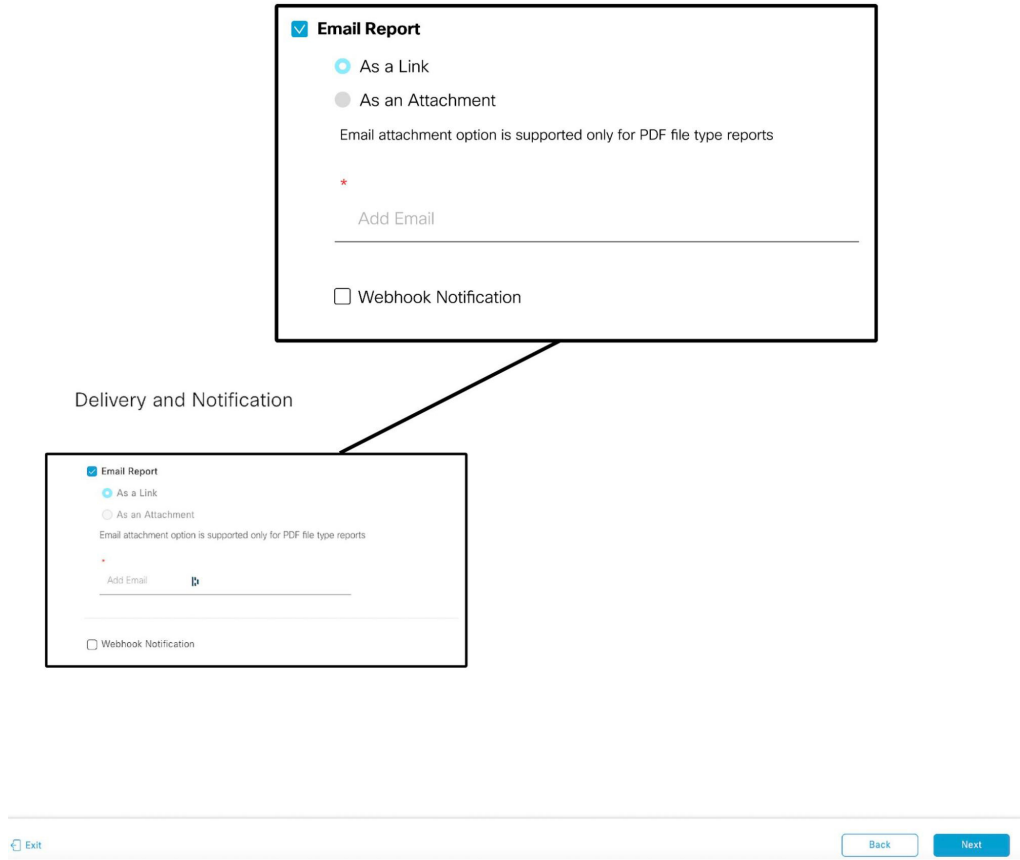 Email Report
As a Link
As an Attachment
Email attachment option is supported only for PDF file type reports
*
Add Email
Webhook Notification
Delivery and Notification
Email Report
As a Link
As an Attachment
Email attachment option is supported only for PDF file type reports
*
Add Email
Webhook Notification
Exit
Back
Next